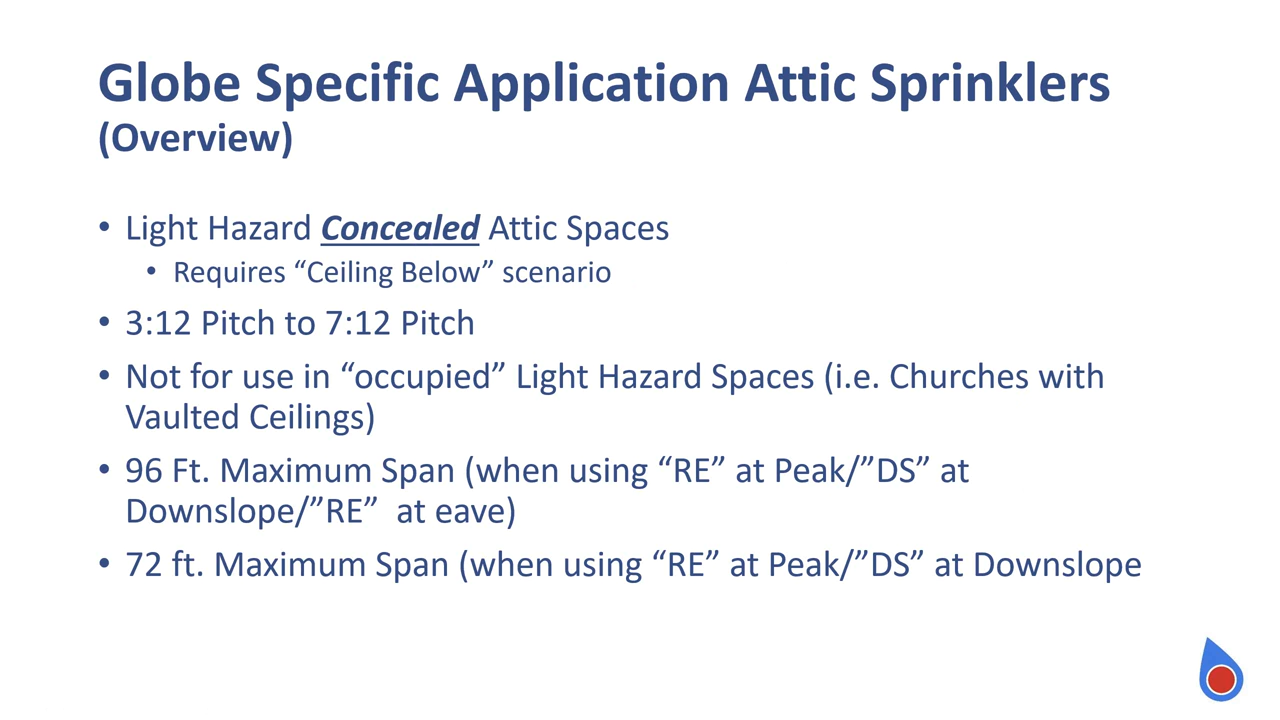 Globe Specific Application Attic Sprinklers
(Overview)
• Light Hazard Concealed Attic Spaces
• Requires “Ceiling Below” scenario
• 3:12 Pitch to 7:12 Pitch
• Not for use in “occupied” Light Hazard Spaces (i.e. Churches with
Vaulted Ceilings)
• 96 Ft. Maximum Span (when using “RE” at Peak/”DS” at
Downslope/”RE”  at eave)
• 72 ft. Maximum Span (when using “RE” at Peak/”DS” at Downslope